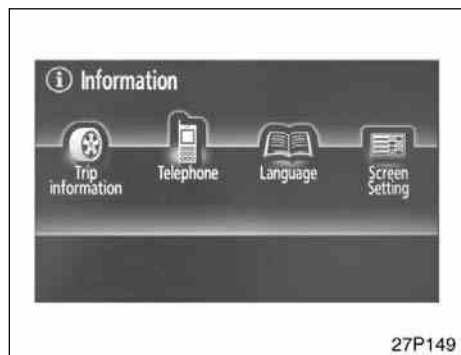 i Information
Trip
information
Telephone
Language
Screen
Setting
27P149